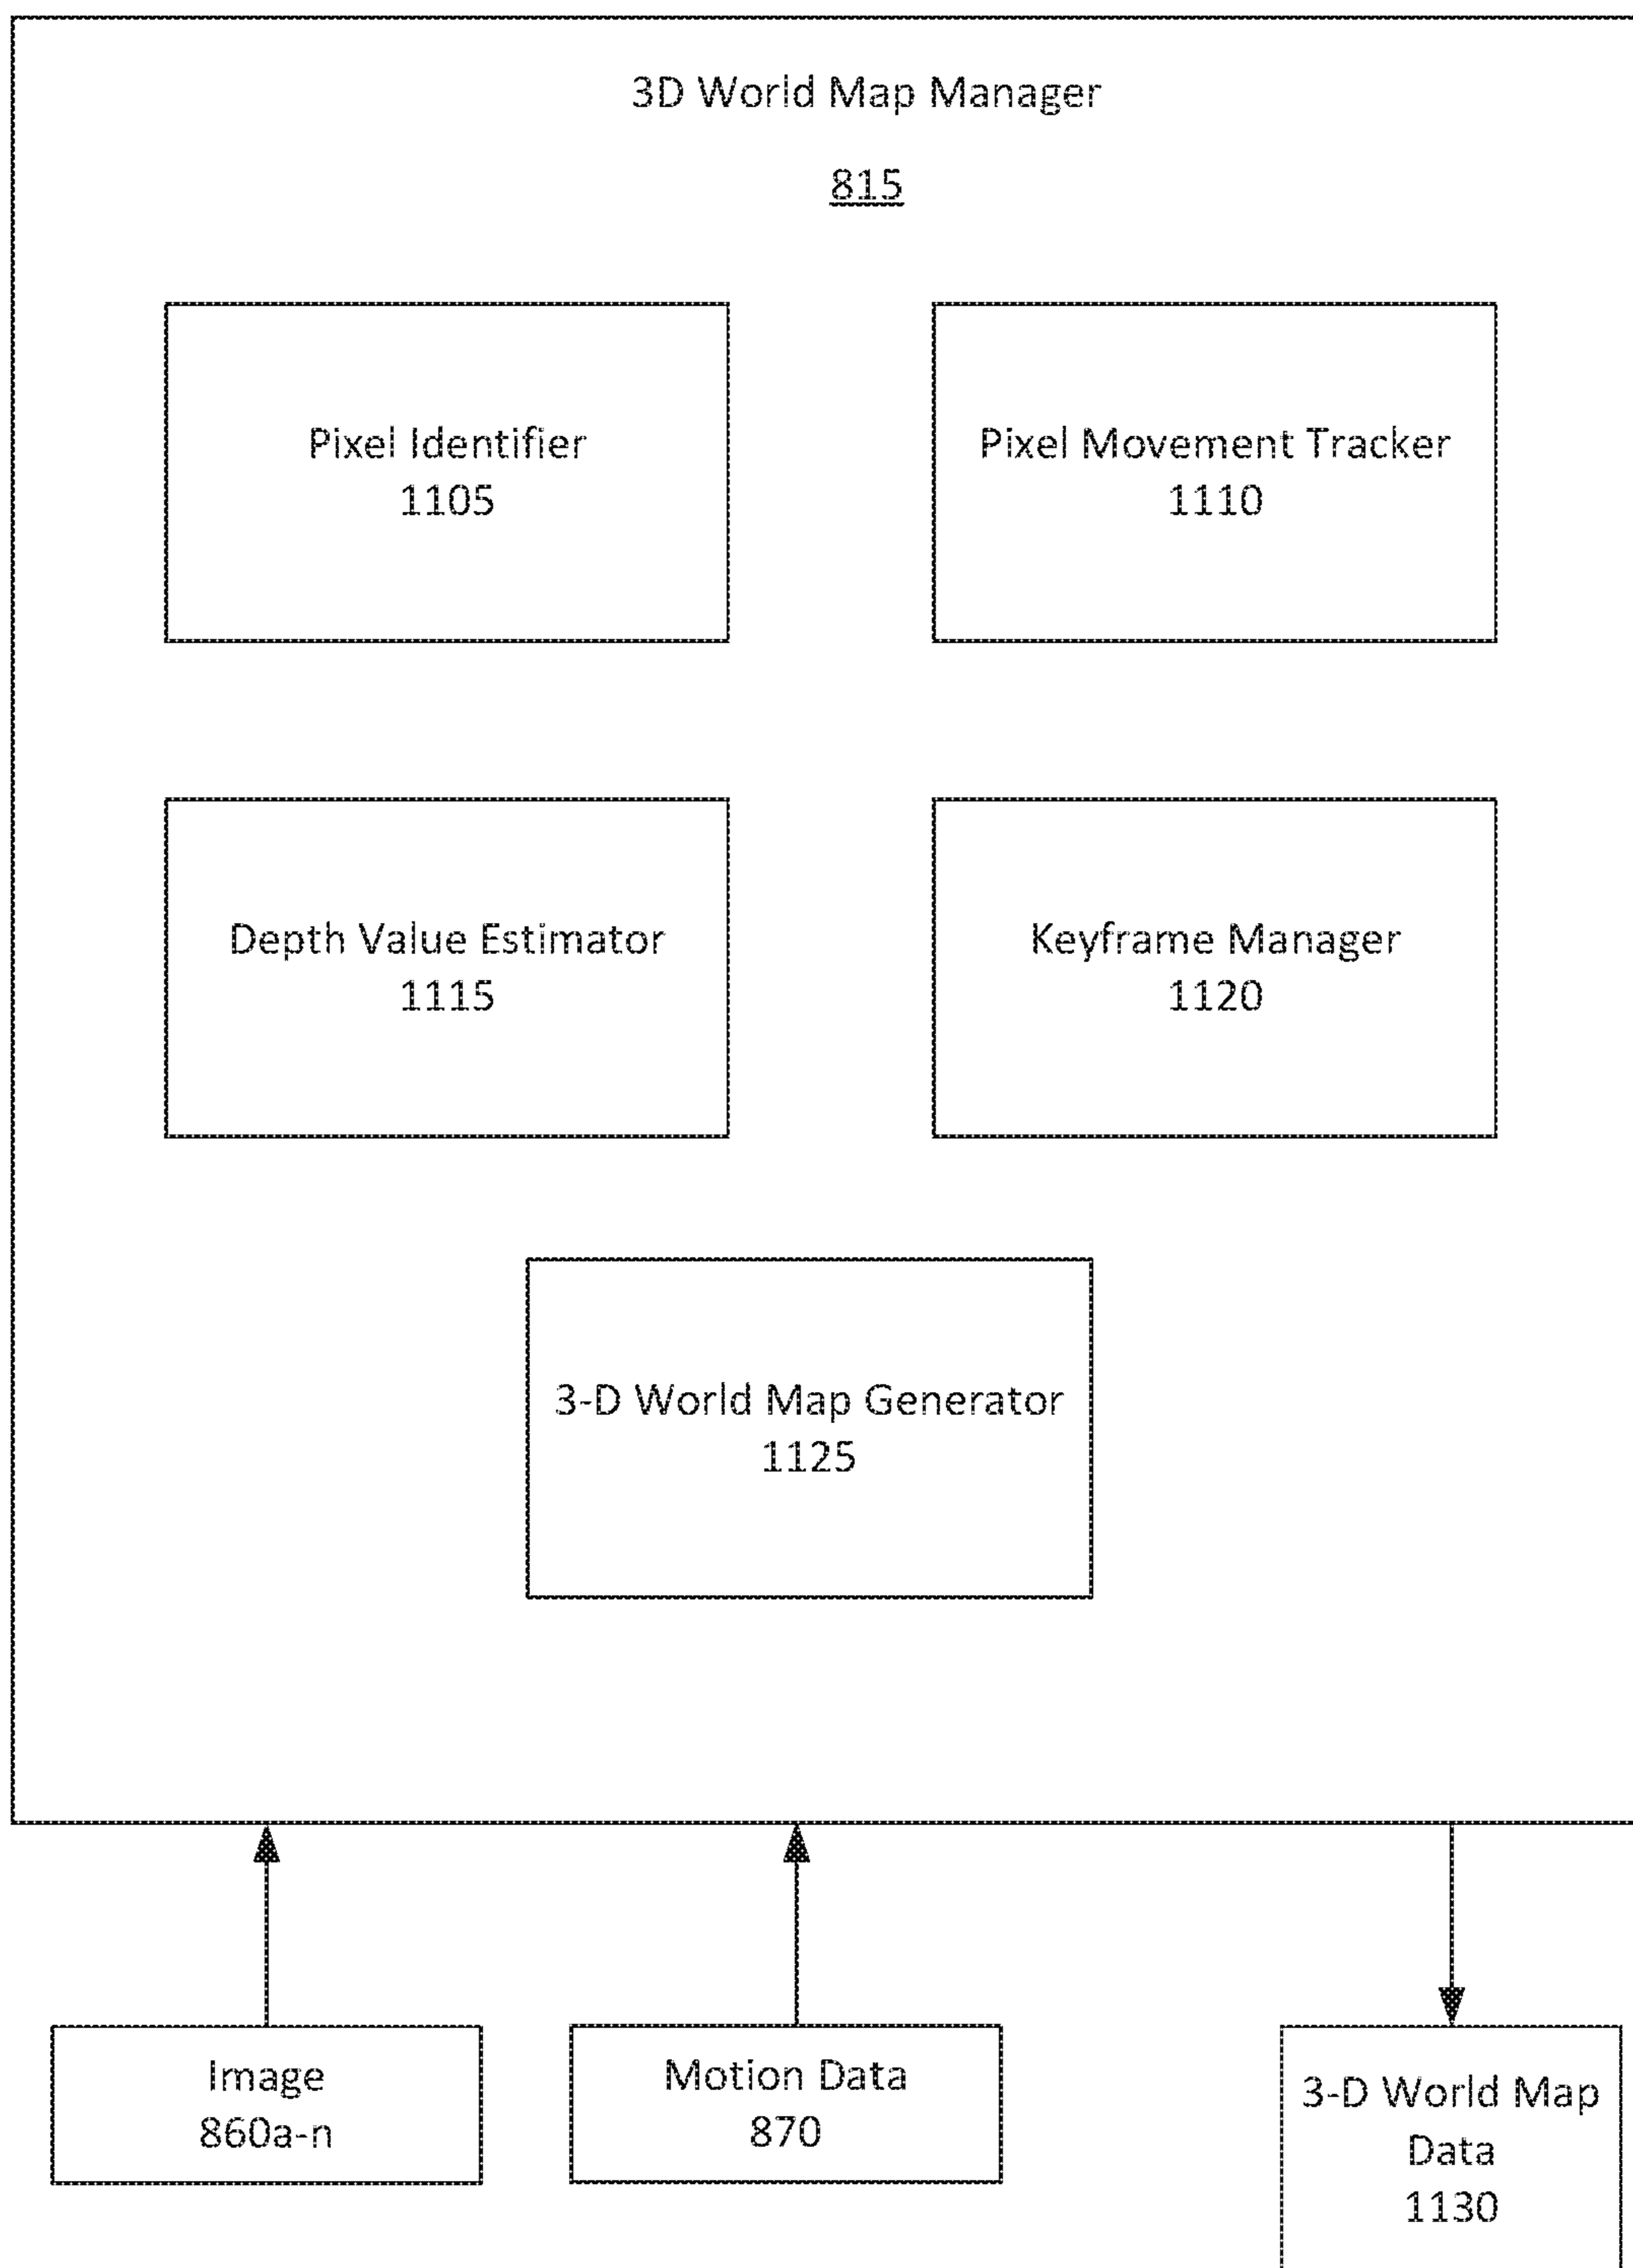 3D World Map Manager
815
Pixel Identifier
1105
Pixel Movement Tracker
1110
Depth Value Estimator
1115
Keyframe Manager
1120
3-D World Map Generator
1125
Image
860a-n
Motion Data
870
3-D World Map
Data
1130